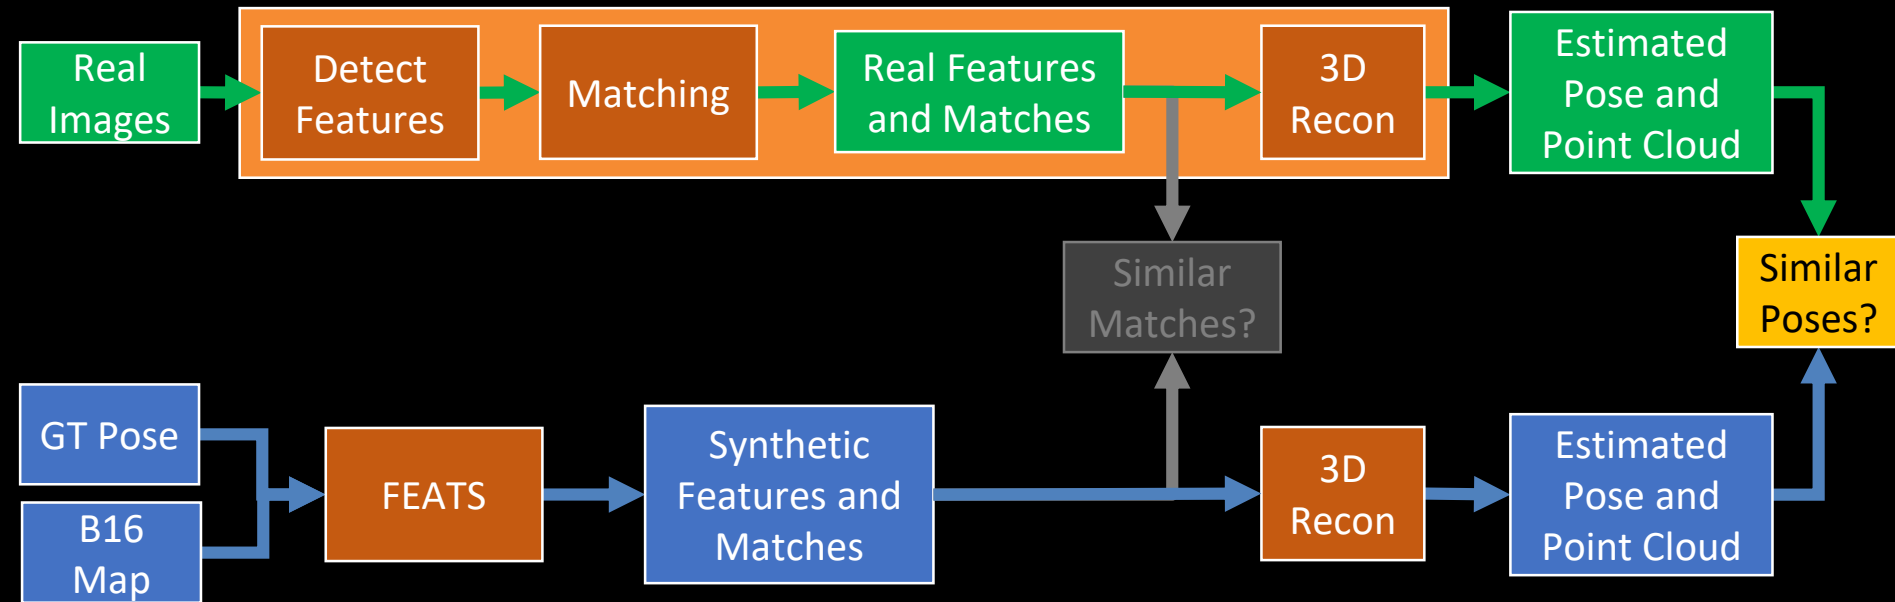 Real
Images
Detect
Features
Matching
Real Features
and Matches
3D
Recon
Estimated
Pose and
Point Cloud
Similar
Matches?
Similar
Poses?
GT Pose
B16
Map
FEATS
Synthetic
Features and
Matches
3D
Recon
Estimated
Pose and
Point Cloud